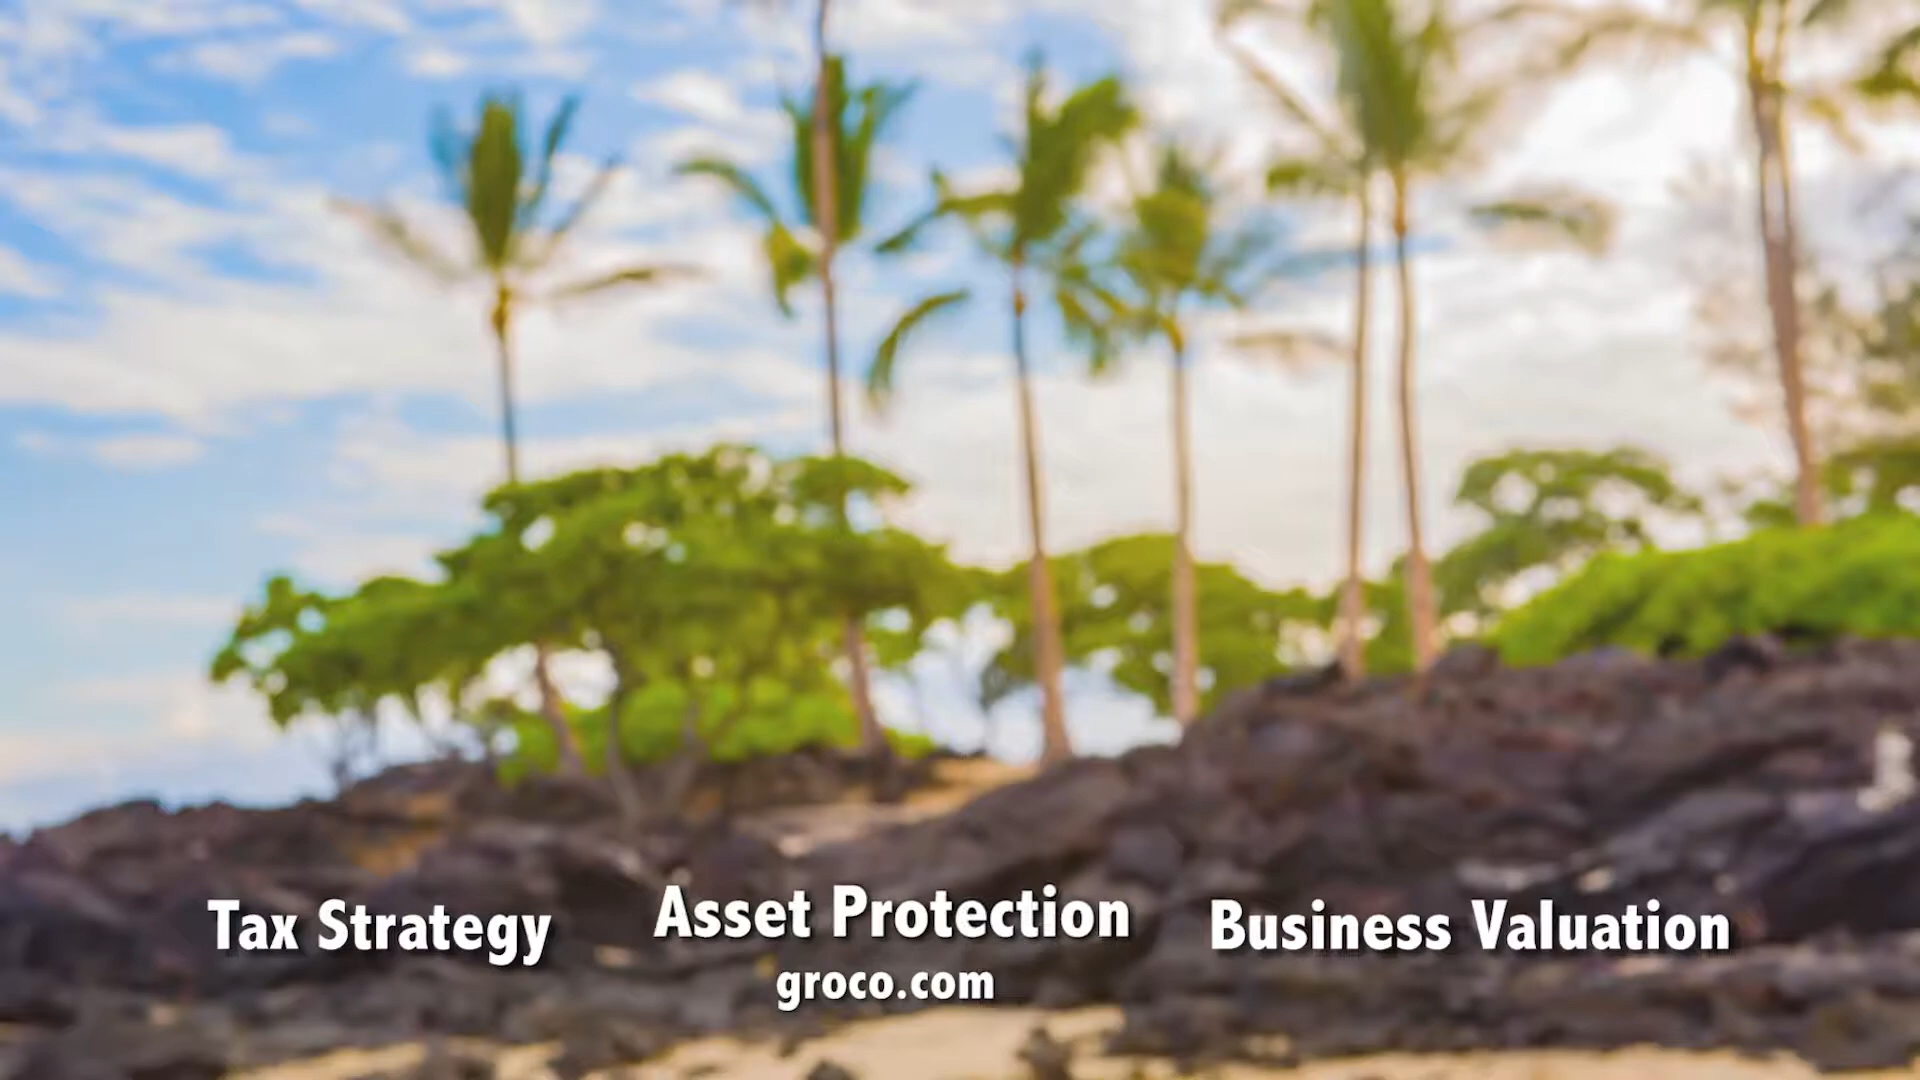 Tax Strategy
Asset Protection
Business Valuation
groco.com